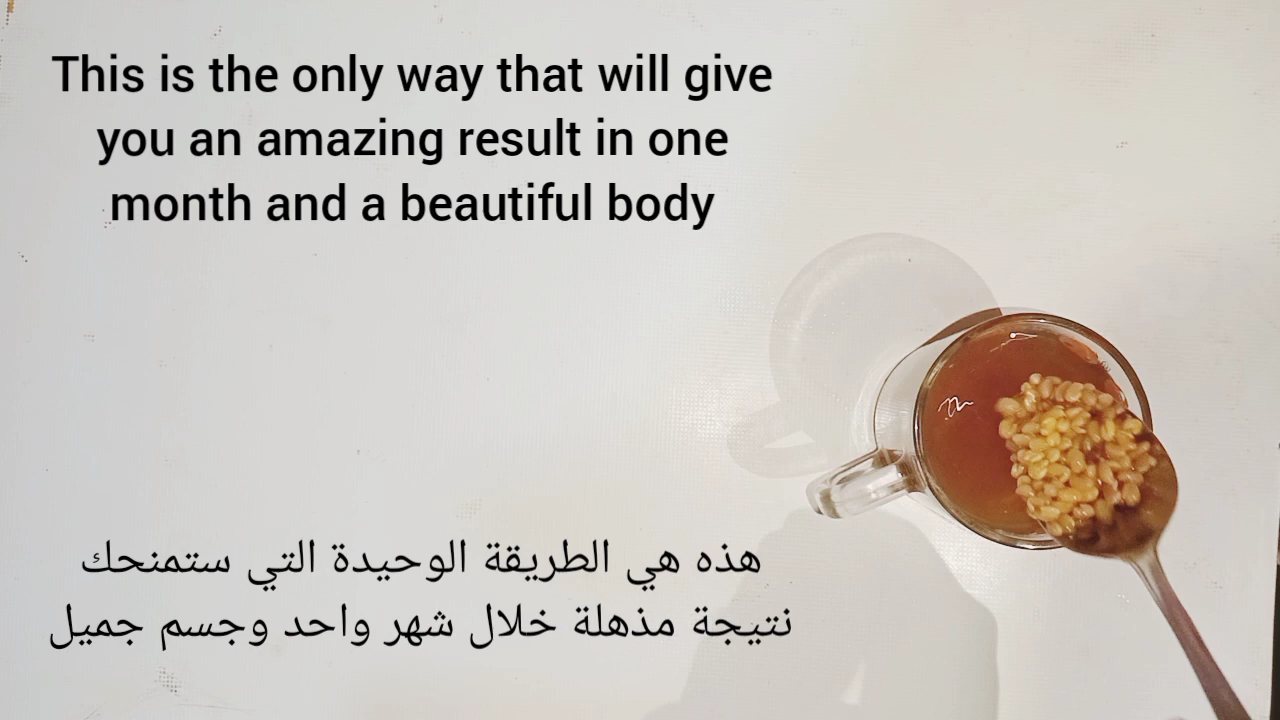 This is the only way that will give
you an amazing result in one
month and a beautiful body
هذه هي الطريقة الوحيدة التي ستمنحك
نتيجة مذهلة خلال شهر واحد وجسم جميل